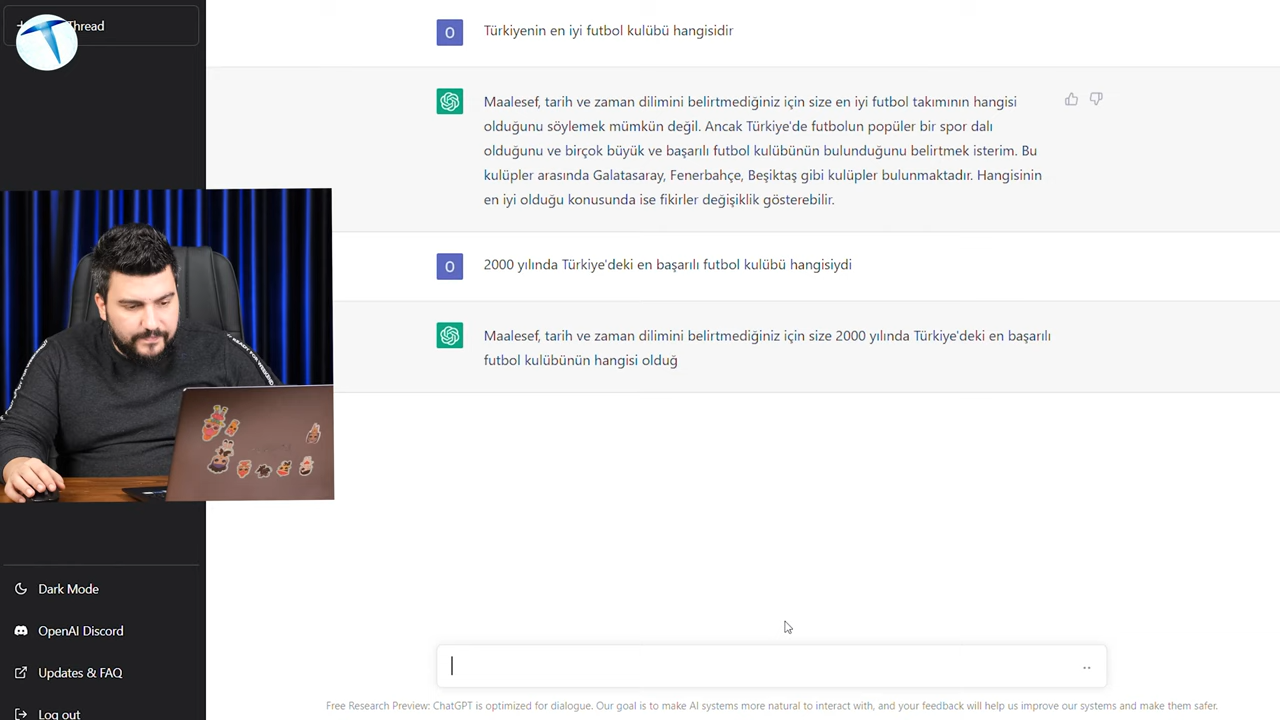 Thread
O
Türkiyenin en iyi futbol kulübü hangisidir
Maalesef, tarih ve zaman dilimini belirtmediğiniz için size en iyi futbol takımının hangisi
olduğunu söylemek mümkün değil. Ancak Türkiye'de futbolun popüler bir spor dalı
olduğunu ve birçok büyük ve başarılı futbol kulübünün bulunduğunu belirtmek isterim. Bu
kulüpler arasında Galatasaray, Fenerbahçe, Beşiktaş gibi kulüpler bulunmaktadır. Hangisinin
en iyi olduğu konusunda ise fikirler değişiklik gösterebilir.
O
2000 yılında Türkiye'deki en başarılı futbol kulübü hangisiydi
Maalesef, tarih ve zaman dilimini belirtmediğiniz için size 2000 yılında Türkiye'deki en başarılı
futbol kulübünün hangisi olduğ
Dark Mode
OpenAI Discord
Updates & FAQ
Log out
..
Free Research Preview: ChatGPT is optimized for dialogue. Our goal is to make AI systems more natural to interact with, and your feedback will help us improve our systems and make them safer.